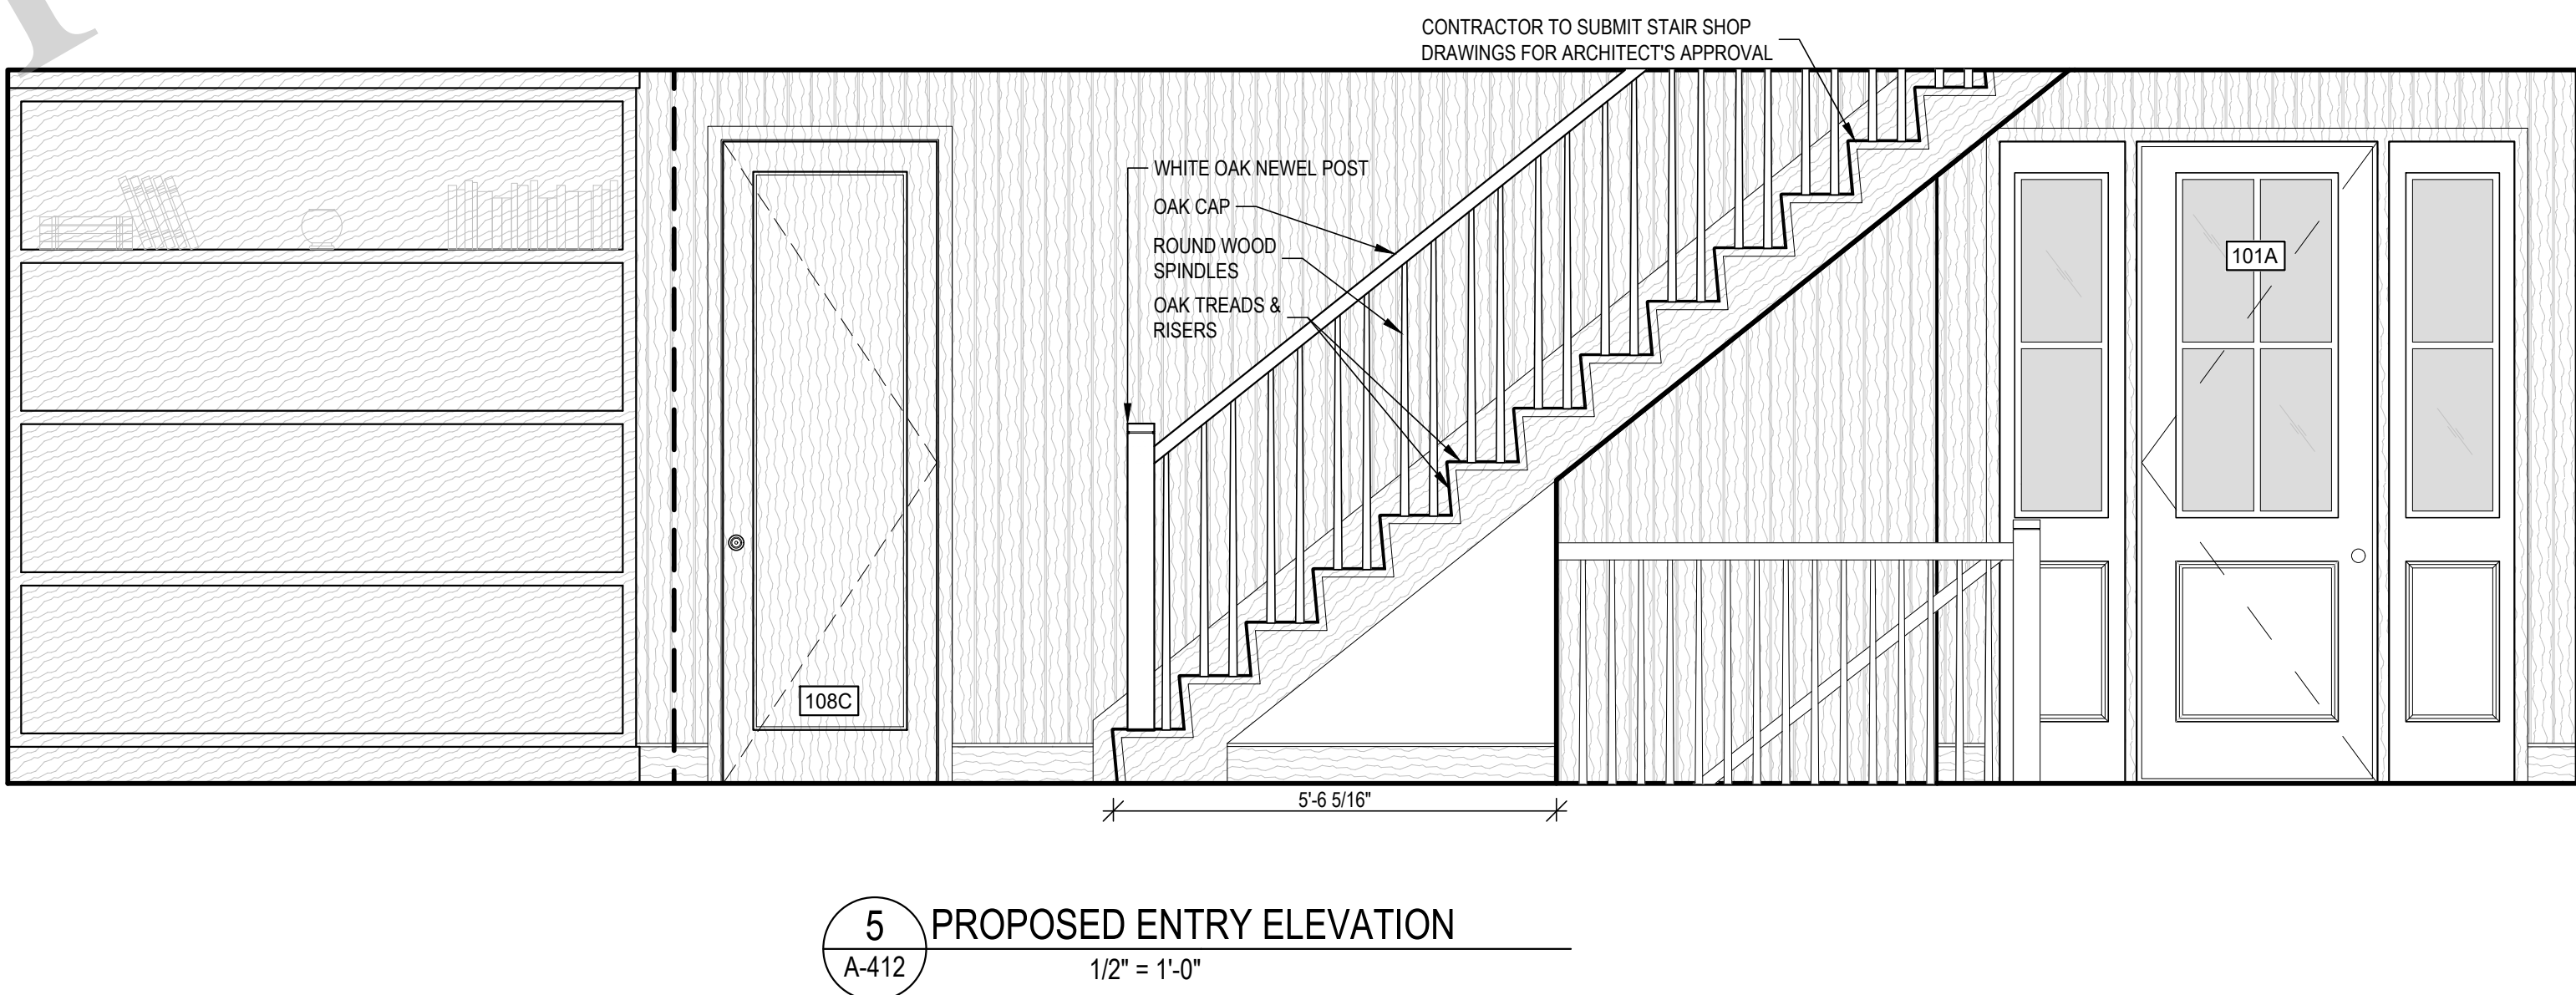 CONTRACTOR TO SUBMIT STAIR SHOP
DRAWINGS FOR ARCHITECT'S APPROVAL
WHITE OAK NEWEL POST
OAK CAP
ROUND WOOD
SPINDLES
OAK TREADS &
RISERS
101A
108C
5'-6 5/16"
5
PROPOSED ENTRY ELEVATION
A-412
1/2" = 1'-0"